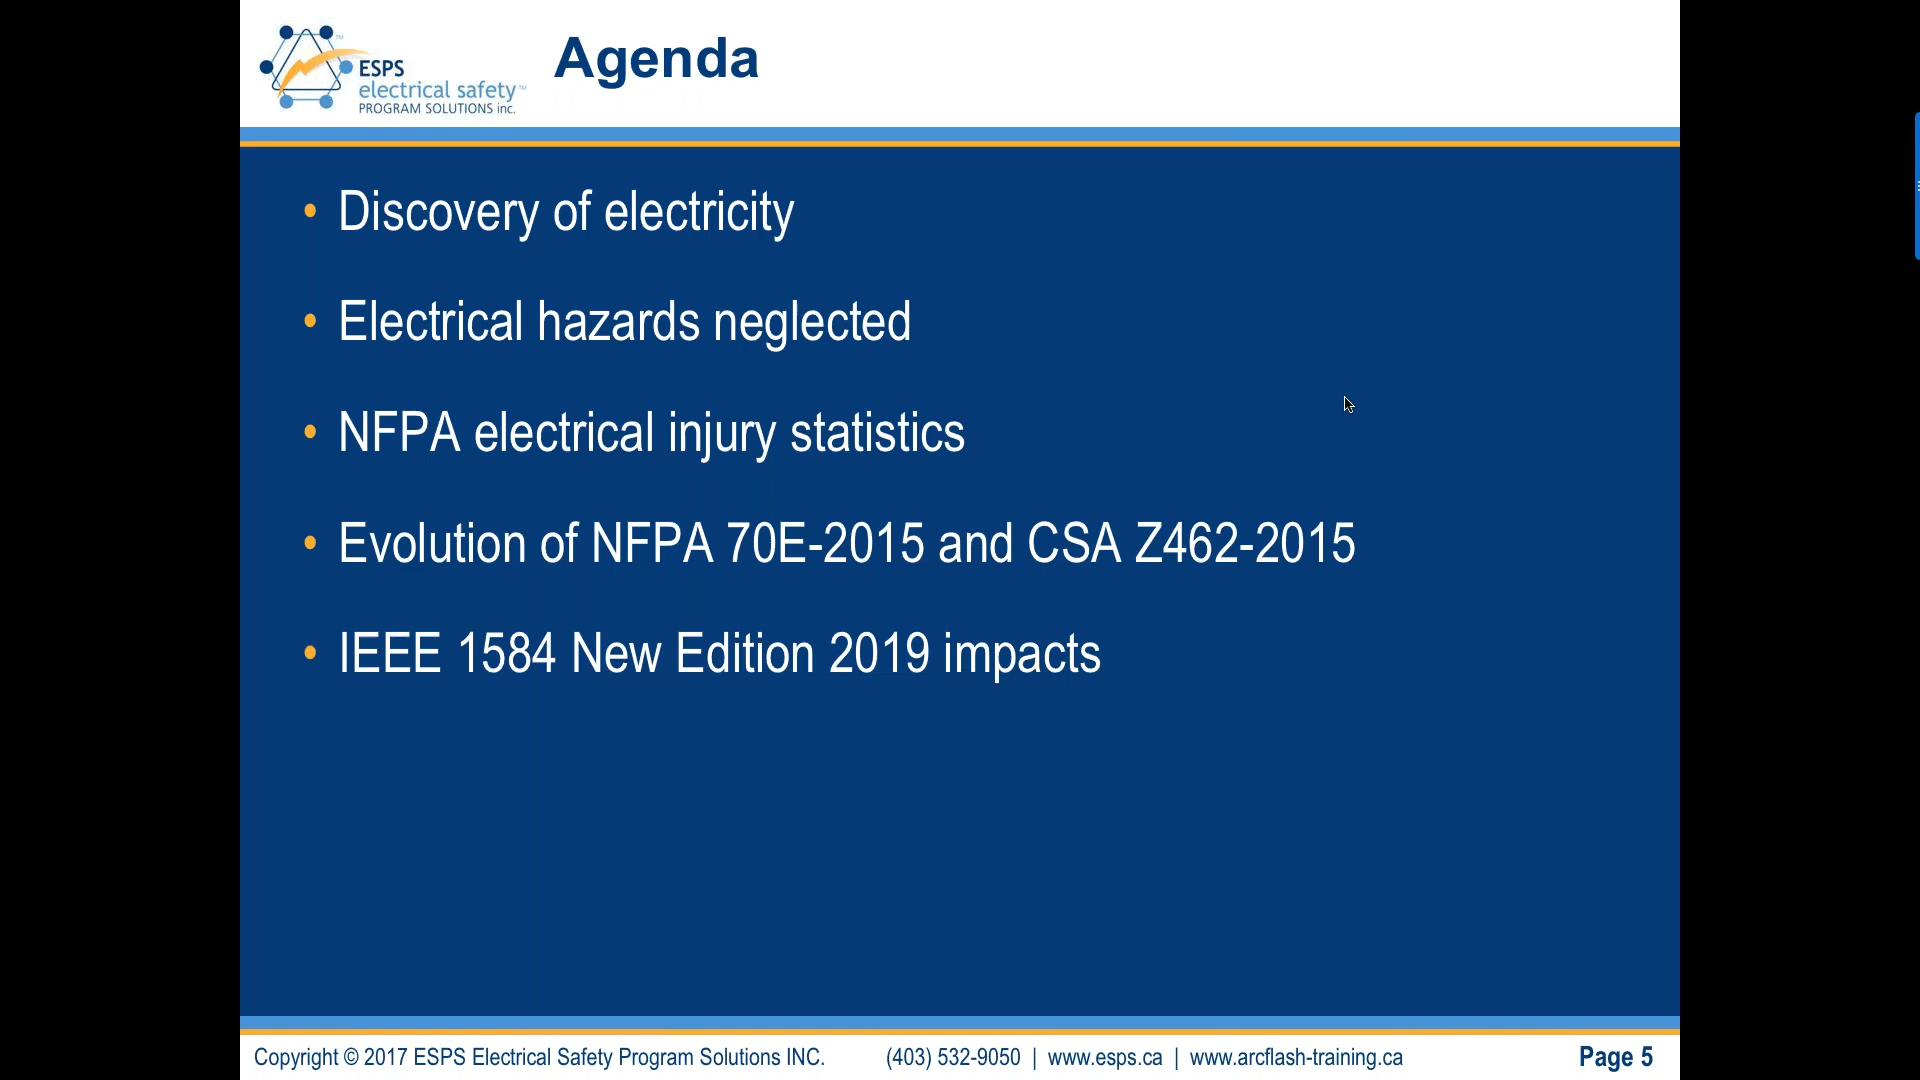 ESPS
electrical safety™
PROGRAM SOLUTIONS inc.
Agenda
• Discovery of electricity
• Electrical hazards neglected
• NFPA electrical injury statistics
• Evolution of NFPA 70E-2015 and CSA Z462-2015
• IEEE 1584 New Edition 2019 impacts
Copyright © 2017 ESPS Electrical Safety Program Solutions INC. (403) 532-9050 | www.esps.ca | www.arcflash-training.ca Page 5